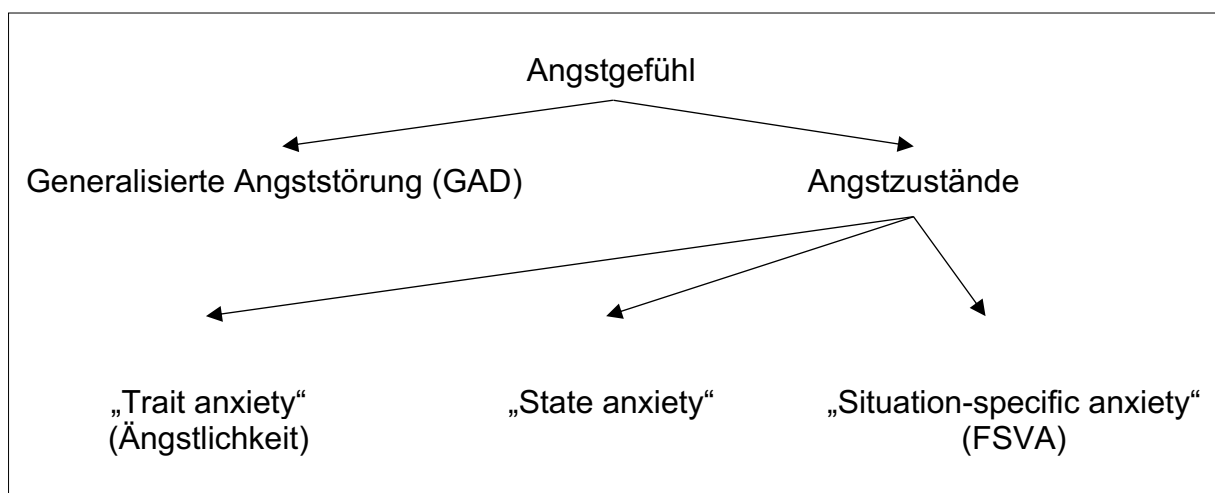 Angstgefühl
Generalisierte Angststörung (GAD)
Angstzustände
„Trait anxiety“
(Ängstlichkeit)
„State anxiety“
„Situation-specific anxiety“
(FSVA)